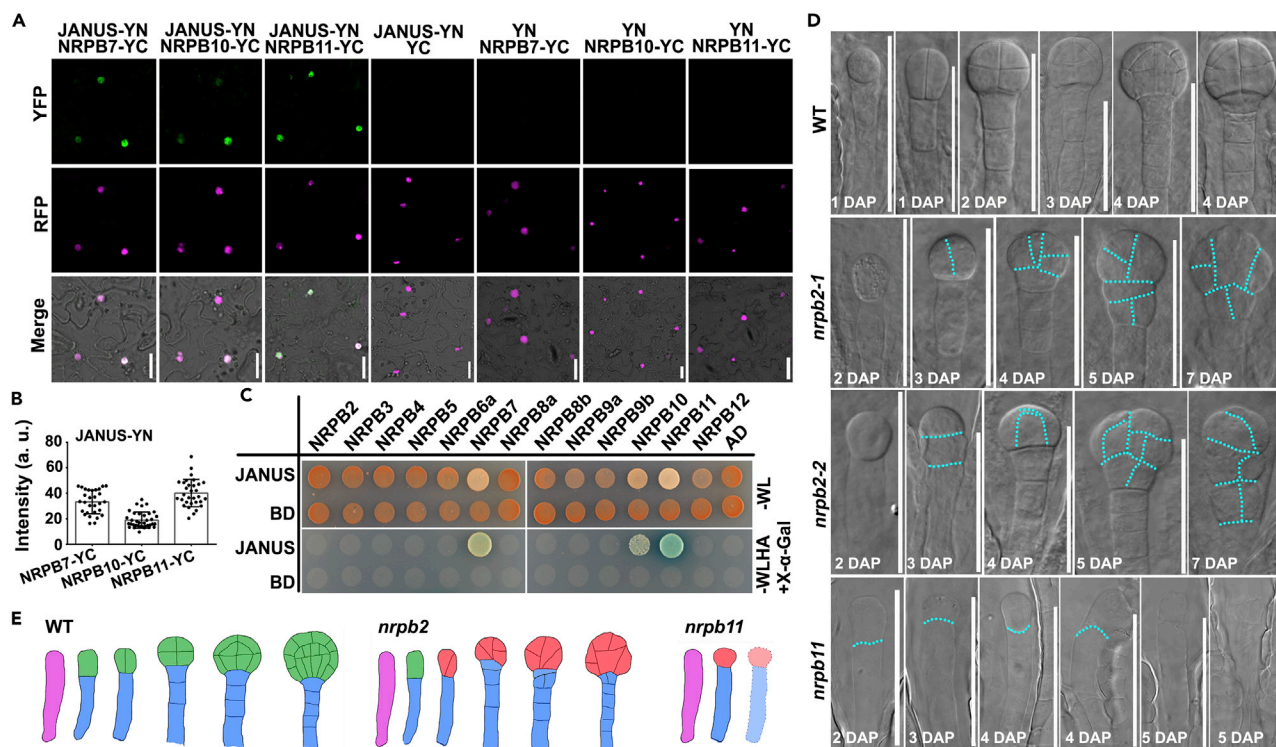 A
JANUS-YN JANUS-YN JANUS-YN JANUS-YN YN YN YN
NRPB7-YC NRPB10-YC NRPB11-YC YC NRPB7-YC NRPB10-YC NRPB11-YC
YFP
RFP
Merge
B
JANUS-YN
Intensity (a. u.)
80
60
40
20
0
NRPB7-YC
NRPB10-YC
NRPB11-YC
C
NRPB2 NRPB3 NRPB4 NRPB5 NRPB6a NRPB7 NRPB8a NRPB8b NRPB9a NRPB9b NRPB10 NRPB11 NRPB12 AD
JANUS
BD
-WL
JANUS
BD
-WLHA
+X-α-Gal
D
WT
1 DAP 1 DAP 2 DAP 3 DAP 4 DAP 4 DAP
nrpb2-1
2 DAP 3 DAP 4 DAP 5 DAP 7 DAP
nrpb2-2
2 DAP 3 DAP 4 DAP 5 DAP 7 DAP
nrpb11
2 DAP 3 DAP 4 DAP 4 DAP 5 DAP 5 DAP
E
WT nrpb2 nrpb11